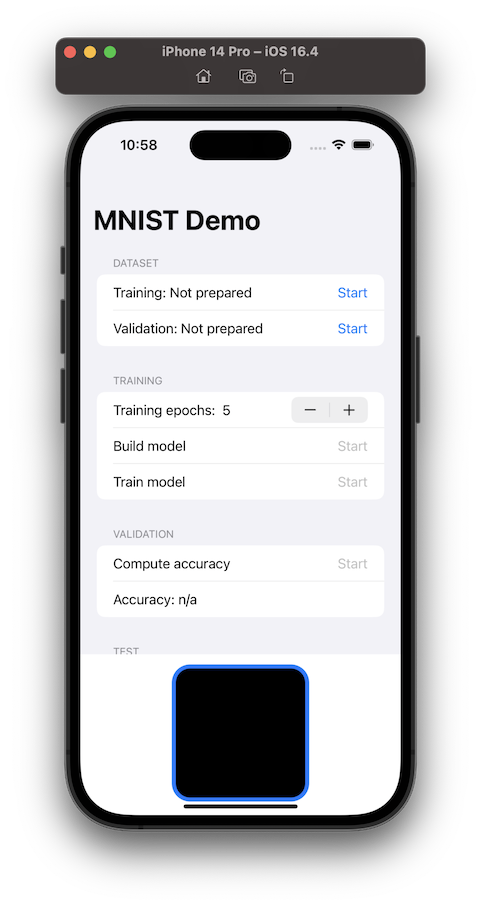 iPhone 14 Pro – iOS 16.4
10:58
MNIST Demo
DATASET
Training: Not prepared Start
Validation: Not prepared Start
TRAINING
Training epochs: 5 − +
Build model Start
Train model Start
VALIDATION
Compute accuracy Start
Accuracy: n/a
TEST